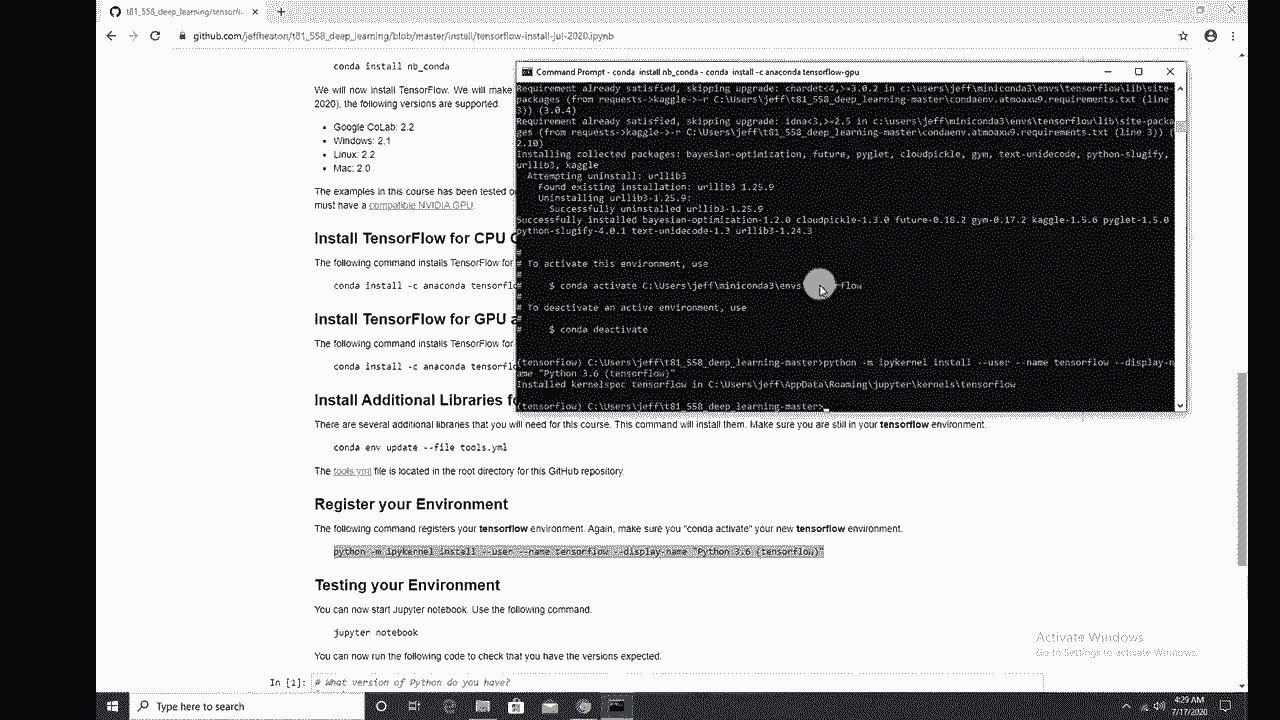 t81_558_deep_learning/tensorfl
github.com/jeffheaton/t81_558_deep_learning/blob/master/install/tensorflow-install-jul-2020.ipynb
conda install nb_conda
We will now install TensorFlow. We will make
2020), the following versions are supported.
Google CoLab: 2.2
Windows: 2.1
Linux: 2.2
Mac: 2.0
The examples in this course has been tested o
must have a compatible NVIDIA GPU.
Install TensorFlow for CPU O
The following command installs TensorFlow for
conda install -c anaconda tensorfl
Install TensorFlow for GPU a
The following command installs TensorFlow for
conda install -c anaconda tensorfl
Install Additional Libraries fo
There are several additional libraries that you will need for this course. This command will install them. Make sure you are still in your tensorflow environment.
conda env update --file tools.yml
The tools.yml file is located in the root directory for this GitHub repository.
Register your Environment
The following command registers your tensorflow environment. Again, make sure you "conda activate" your new tensorflow environment.
python -m ipykernel install --user --name tensorflow --display-name "Python 3.6 (tensorflow)"
Testing your Environment
You can now start Jupyter notebook. Use the following command.
jupyter notebook
You can now run the following code to check that you have the versions expected.
In [1]: # What version of Python do you have?
Command Prompt - conda install nb_conda - conda install -c anaconda tensorflow-gpu
Requirement already satisfied, skipping upgrade: chardet<4,>=3.0.2 in c:\users\jeff\miniconda3\envs\tensorflow\lib\site-
packages (from requests->kaggle->-r C:\Users\jeff\t81_558_deep_learning-master\condaenv.atmoaxw9.requirements.txt (line
3)) (3.0.4)
Requirement already satisfied, skipping upgrade: idna<3,>=2.5 in c:\users\jeff\miniconda3\envs\tensorflow\lib\site-packa
ges (from requests->kaggle->-r C:\Users\jeff\t81_558_deep_learning-master\condaenv.atmoaxw9.requirements.txt (line 3)) (
2.10)
Installing collected packages: bayesian-optimization, future, pyglet, cloudpickle, gym, text-unidecode, python-slugify,
urllib3, kaggle
Attempting uninstall: urllib3
Found existing installation: urllib3 1.25.9
Uninstalling urllib3-1.25.9:
Successfully uninstalled urllib3-1.25.9
Successfully installed bayesian-optimization-1.2.0 cloudpickle-1.3.0 future-0.18.2 gym-0.17.2 kaggle-1.5.6 pyglet-1.5.0
python-slugify-4.0.1 text-unidecode-1.3 urllib3-1.24.3
#
# To activate this environment, use
#
# $ conda activate C:\Users\jeff\miniconda3\envs rflow
#
# To deactivate an active environment, use
#
# $ conda deactivate
(tensorflow) C:\Users\jeff\t81_558_deep_learning-master>python -m ipykernel install --user --name tensorflow --display-n
ame "Python 3.6 (tensorflow)"
Installed kernelspec tensorflow in C:\Users\jeff\AppData\Roaming\jupyter\kernels\tensorflow
(tensorflow) C:\Users\jeff\t81_558_deep_learning-master>
Activate Windows
Go to Settings to activate Windows.
Type here to search
4:29 AM
7/17/2020